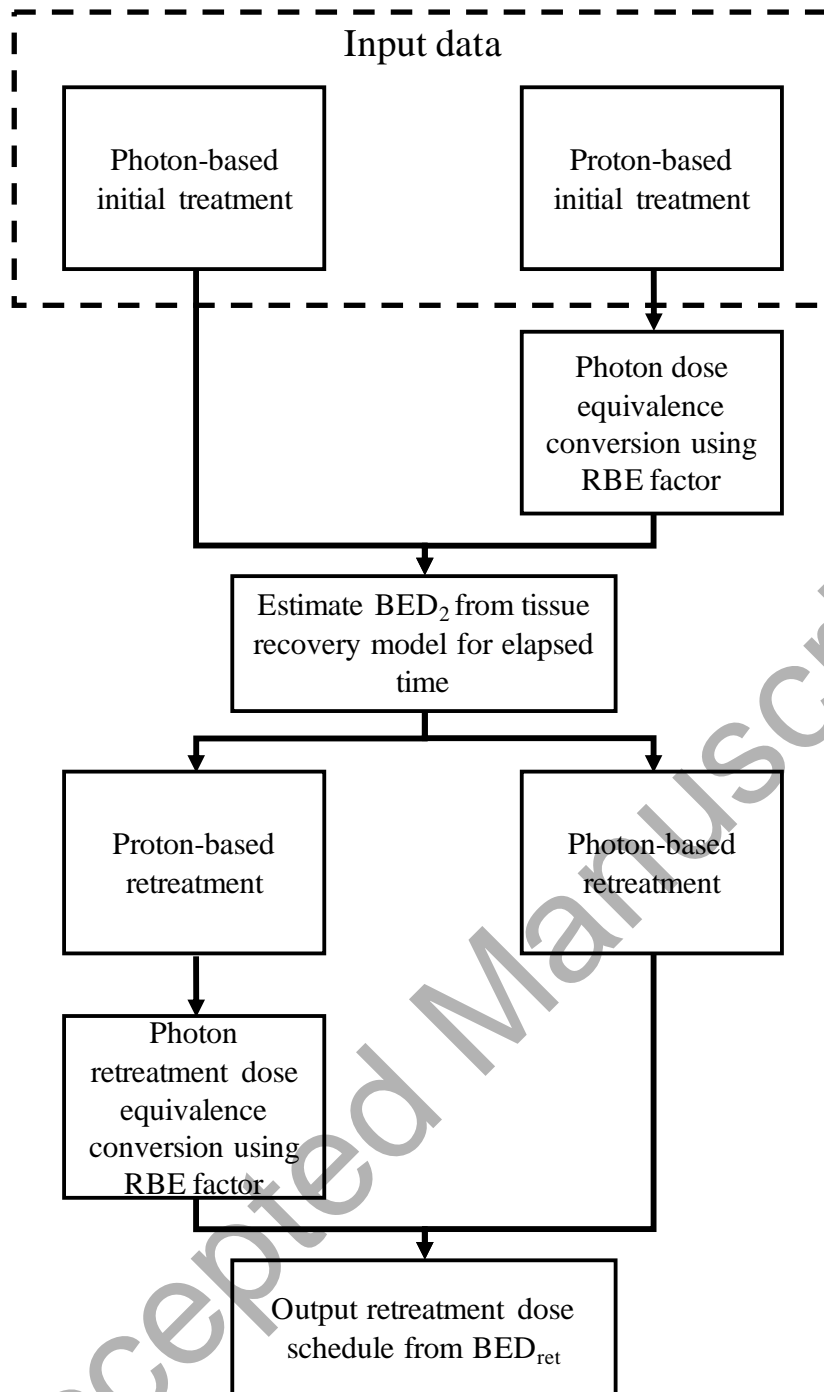 Input data
Photon-based
initial treatment
Proton-based
initial treatment
Photon dose
equivalence
conversion using
RBE factor
Estimate BED₂ from tissue
recovery model for elapsed
time
Proton-based
retreatment
Photon-based
retreatment
Photon
retreatment dose
equivalence
conversion using
RBE factor
Output retreatment dose
schedule from BEDret
cepted Manuscri